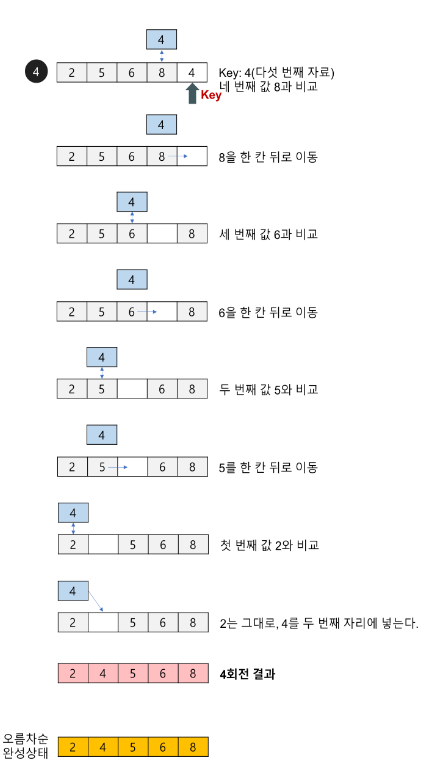 4
4 2 5 6 8 4 Key: 4(다섯 번째 자료)
네 번째 값 8과 비교
Key
4
2 5 6 8 8을 한 칸 뒤로 이동
4
2 5 6 8 세 번째 값 6과 비교
4
2 5 6 8 6을 한 칸 뒤로 이동
4
2 5 6 8 두 번째 값 5와 비교
4
2 5 6 8 5를 한 칸 뒤로 이동
4
2 5 6 8 첫 번째 값 2와 비교
4
2 5 6 8 2는 그대로, 4를 두 번째 자리에 넣는다.
2 4 5 6 8 4회전 결과
오름차순
완성상태 2 4 5 6 8